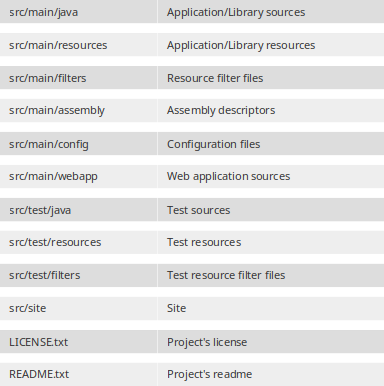 src/main/java Application/Library sources
src/main/resources Application/Library resources
src/main/filters Resource filter files
src/main/assembly Assembly descriptors
src/main/config Configuration files
src/main/webapp Web application sources
src/test/java Test sources
src/test/resources Test resources
src/test/filters Test resource filter files
src/site Site
LICENSE.txt Project's license
README.txt Project's readme